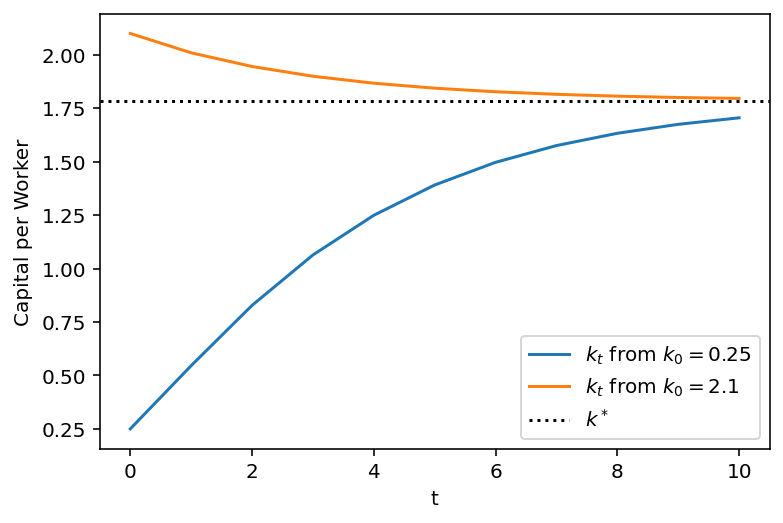 2.00
1.75
1.50
1.25
1.00
0.75
0.50
0.25
Capital per Worker
0 2 4 6 8 10
t
k_t from k_0 = 0.25
k_t from k_0 = 2.1
k*